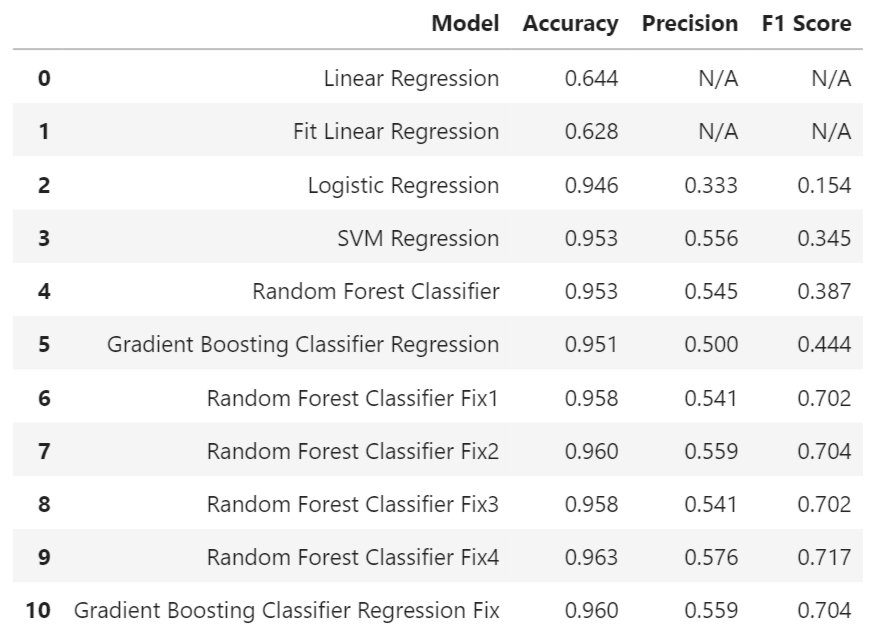 Model Accuracy Precision F1 Score
0 Linear Regression 0.644 N/A N/A
1 Fit Linear Regression 0.628 N/A N/A
2 Logistic Regression 0.946 0.333 0.154
3 SVM Regression 0.953 0.556 0.345
4 Random Forest Classifier 0.953 0.545 0.387
5 Gradient Boosting Classifier Regression 0.951 0.500 0.444
6 Random Forest Classifier Fix1 0.958 0.541 0.702
7 Random Forest Classifier Fix2 0.960 0.559 0.704
8 Random Forest Classifier Fix3 0.958 0.541 0.702
9 Random Forest Classifier Fix4 0.963 0.576 0.717
10 Gradient Boosting Classifier Regression Fix 0.960 0.559 0.704